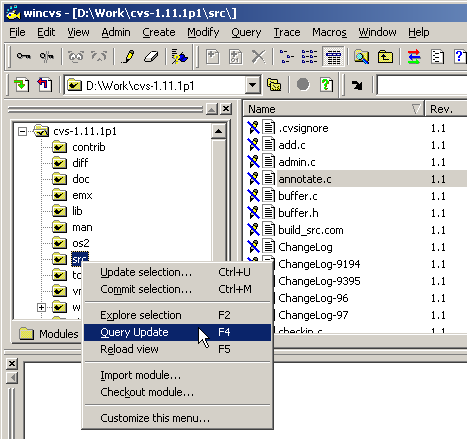 wincvs - [D:\Work\cvs-1.11.1p1\src\]
File Edit View Admin Create Modify Query Trace Macros Window Help
D:\Work\cvs-1.11.1p1
cvs-1.11.1p1
contrib
diff
doc
emx
lib
man
os2
src
Modules
Name Rev.
.cvsignore 1.1
add.c 1.1
admin.c 1.1
annotate.c 1.1
buffer.c 1.1
buffer.h 1.1
build_src.com 1.1
ChangeLog 1.1
ChangeLog-9194 1.1
ChangeLog-9395 1.1
ChangeLog-96 1.1
ChangeLog-97 1.1
checkin.c 1.1
Update selection... Ctrl+U
Commit selection... Ctrl+M
Explore selection F2
Query Update F4
Reload view F5
Import module...
Checkout module...
Customize this menu...